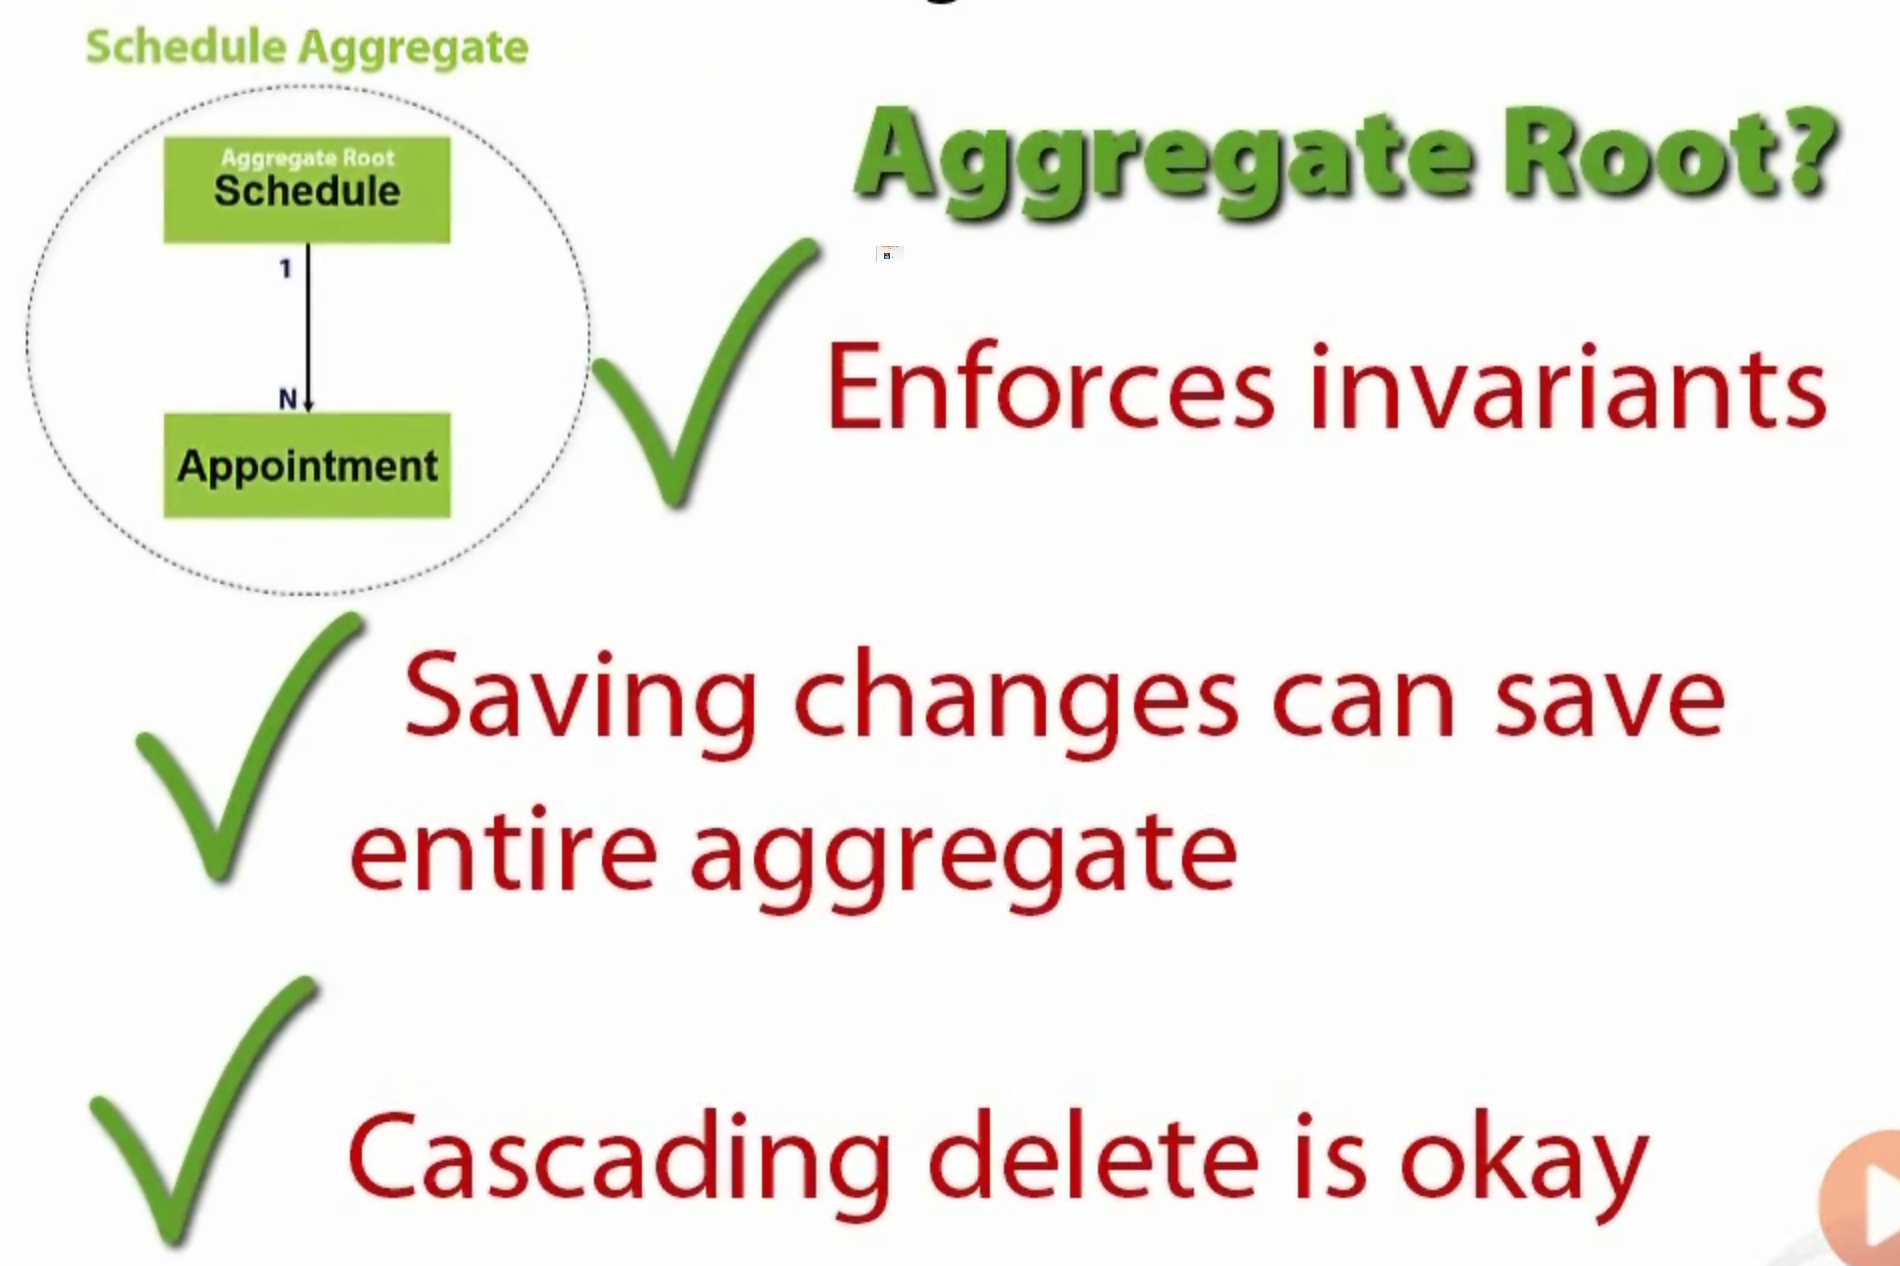 Schedule Aggregate
Aggregate Root
Schedule
1
N
Appointment
Aggregate Root?
Enforces invariants
Saving changes can save
entire aggregate
Cascading delete is okay